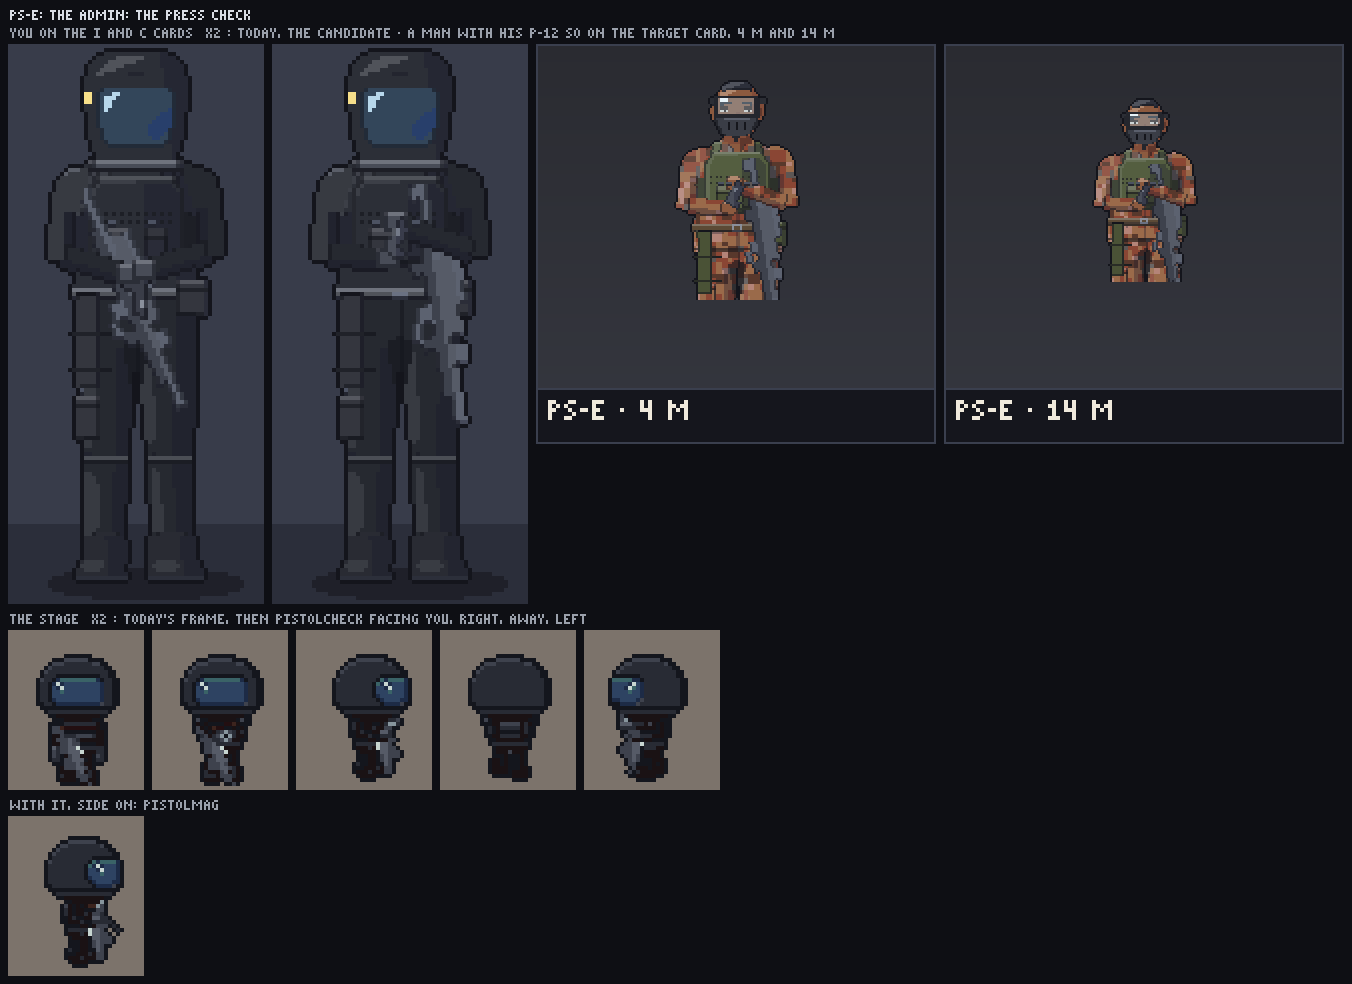 PS-E: THE ADMIN: THE PRESS CHECK
YOU ON THE I AND C CARDS X2 : TODAY, THE CANDIDATE · A MAN WITH HIS P-12 SO ON THE TARGET CARD, 4 M AND 14 M
PS-E · 4 M
PS-E · 14 M
THE STAGE X2 : TODAY'S FRAME, THEN PISTOLCHECK FACING YOU, RIGHT, AWAY, LEFT
WITH IT, SIDE ON: PISTOLMAG